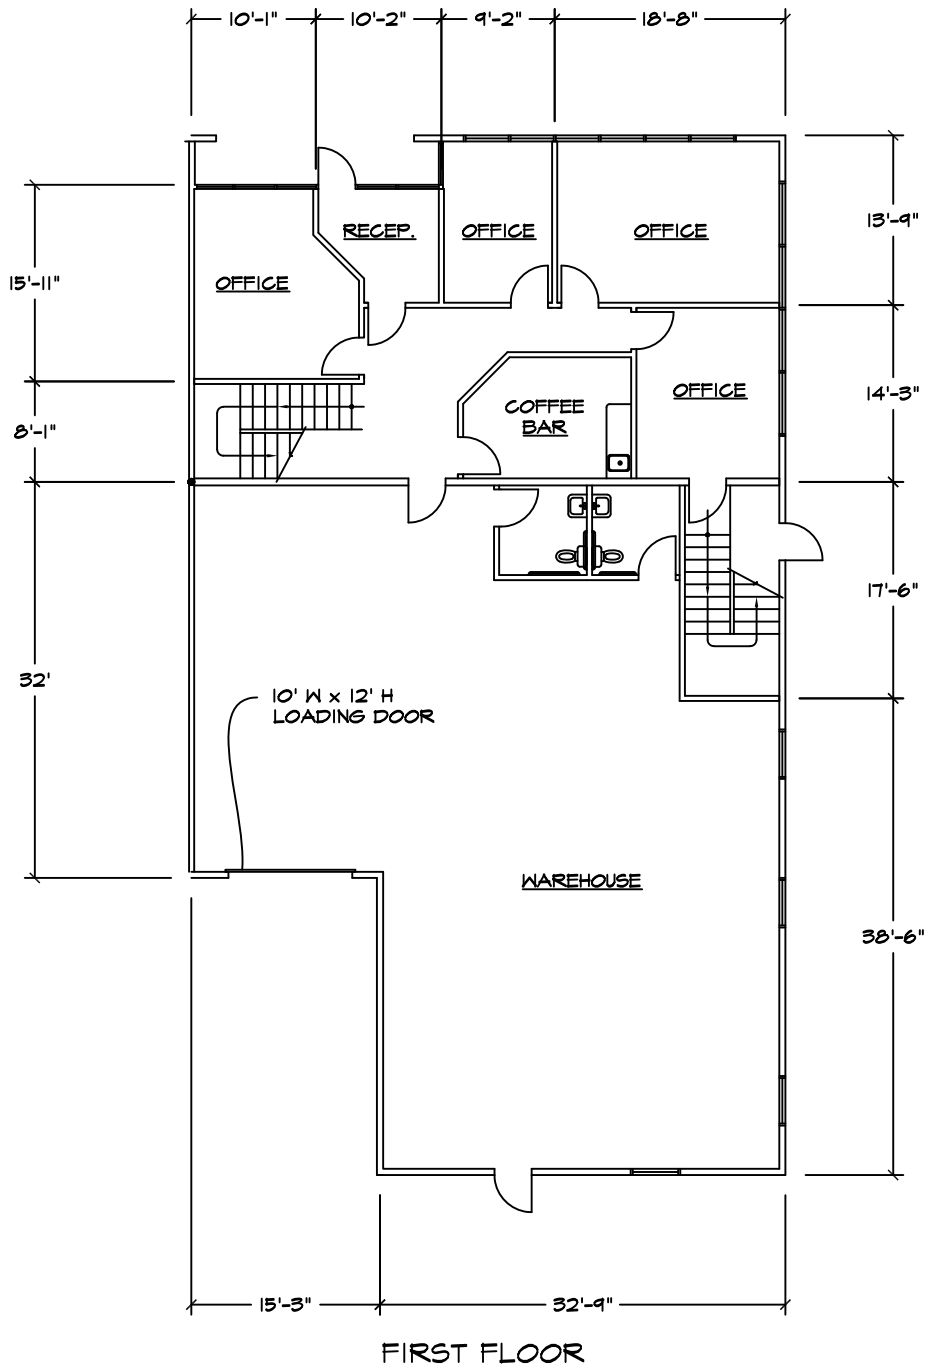 10'-1" 10'-2" 9'-2" 18'-8"
13'-9"
RECEP. OFFICE OFFICE
15'-11" OFFICE
14'-3"
OFFICE
COFFEE
BAR
8'-1"
17'-6"
32'
10' W x 12' H
LOADING DOOR
WAREHOUSE
38'-6"
15'-3" 32'-9"
FIRST FLOOR